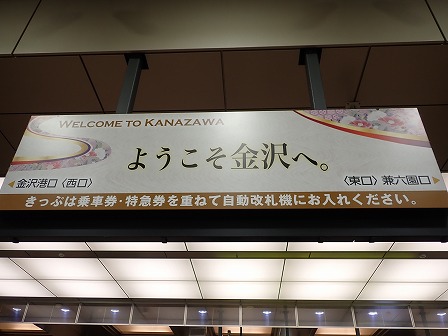 WELCOME TO KANAZAWA
ようこそ金沢へ。
◀金沢港口〈西口〉
〈東口〉兼六園口▶
きっぷは乗車券・特急券を重ねて自動改札機にお入れください。